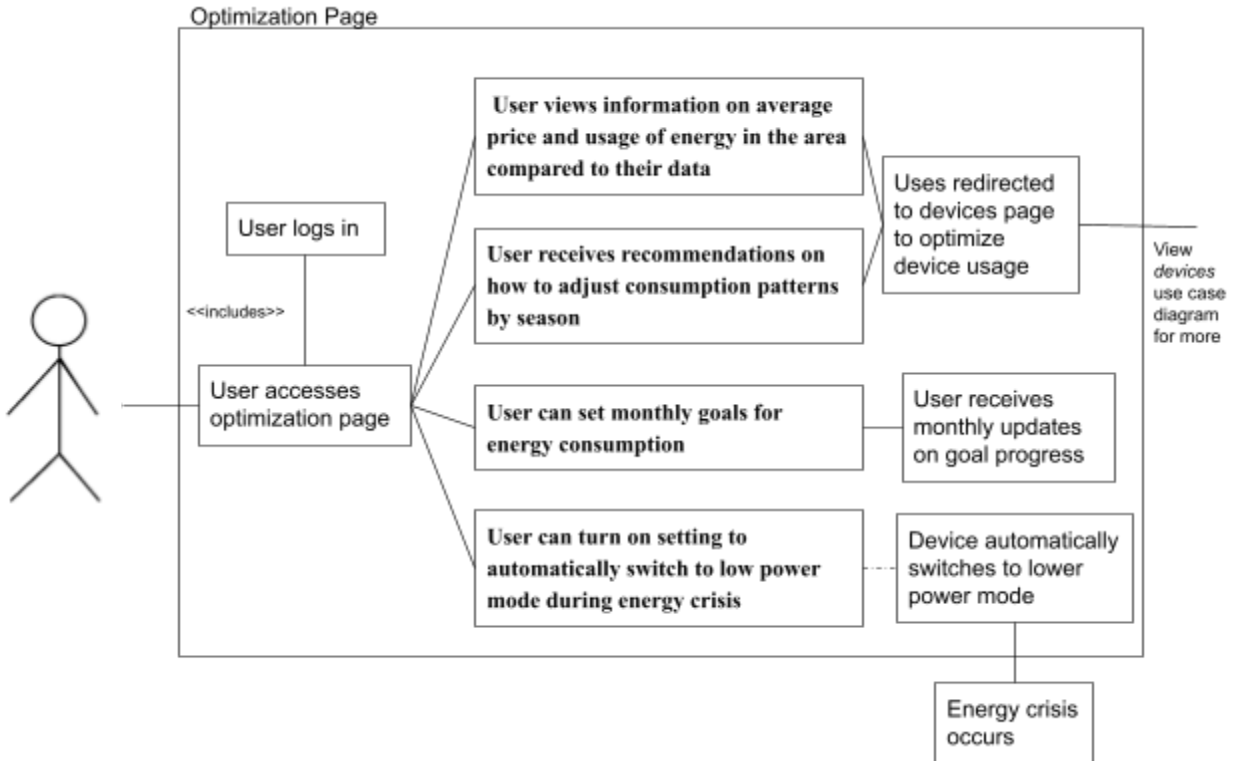 Optimization Page
User views information on average
price and usage of energy in the area
compared to their data
Uses redirected
to devices page
to optimize
device usage
User logs in
View
devices
use case
diagram
for more
User receives recommendations on
how to adjust consumption patterns
by season
<<includes>>
User accesses
optimization page
User can set monthly goals for
energy consumption
User receives
monthly updates
on goal progress
User can turn on setting to
automatically switch to low power
mode during energy crisis
Device automatically
switches to lower
power mode
Energy crisis
occurs